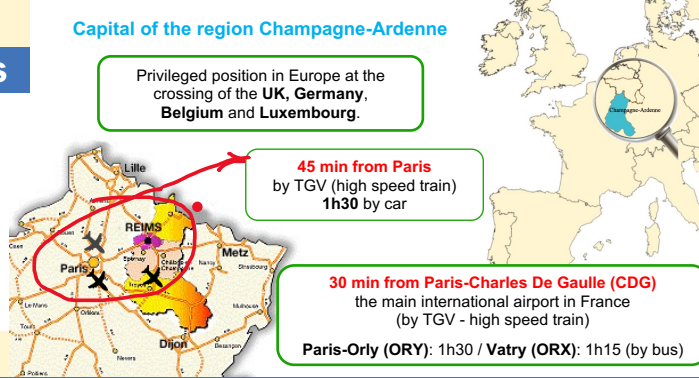 Capital of the region Champagne-Ardenne
s
Privileged position in Europe at the
crossing of the UK, Germany,
Belgium and Luxembourg.
Champagne-Ardenne
45 min from Paris
by TGV (high speed train)
1h30 by car
Lille
REIMS
Epernay
Metz
Paris
Nancy
Strasbourg
Troyes
Orléans
Le Mans
Mulhouse
Tours
Dijon
Besançon
Nevers
Poitiers
30 min from Paris-Charles De Gaulle (CDG)
the main international airport in France
(by TGV - high speed train)
Paris-Orly (ORY): 1h30 / Vatry (ORX): 1h15 (by bus)